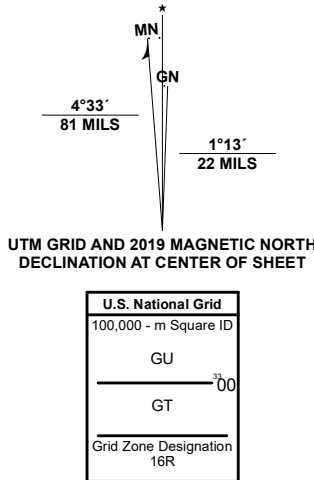 ★
MN
GN
4°33´
81 MILS
1°13´
22 MILS
UTM GRID AND 2019 MAGNETIC NORTH
DECLINATION AT CENTER OF SHEET
U.S. National Grid
100,000 - m Square ID
GU
33 00
GT
Grid Zone Designation
16R